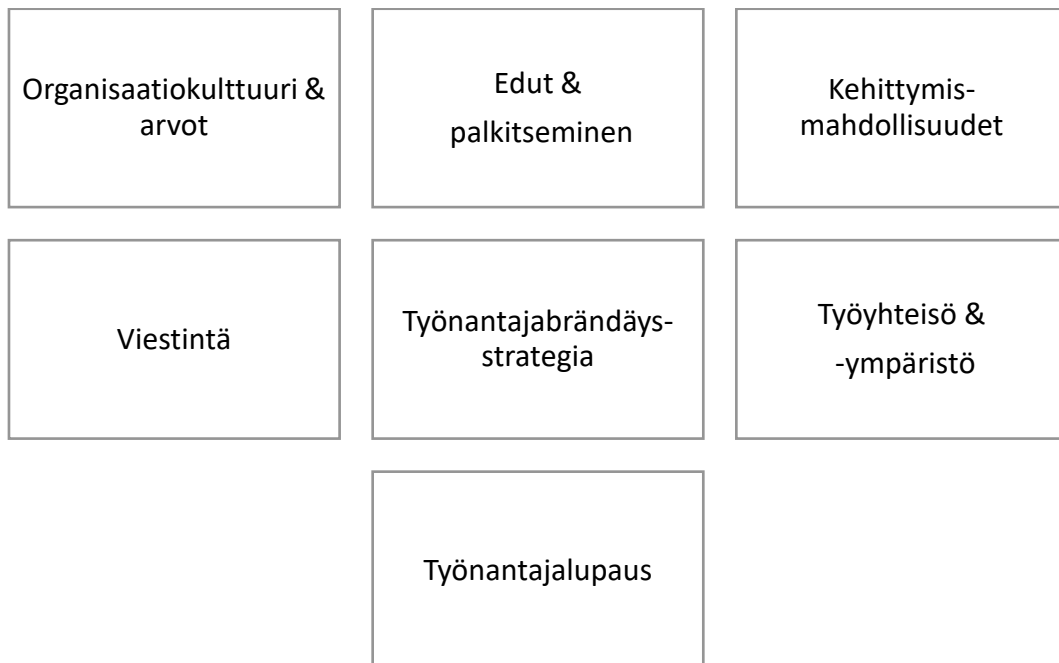 Organisaatiokulttuuri &
arvot
Edut &
palkitseminen
Kehittymis-
mahdollisuudet
Viestintä
Työnantajabrändäys-
strategia
Työyhteisö &
-ympäristö
Työnantajalupaus